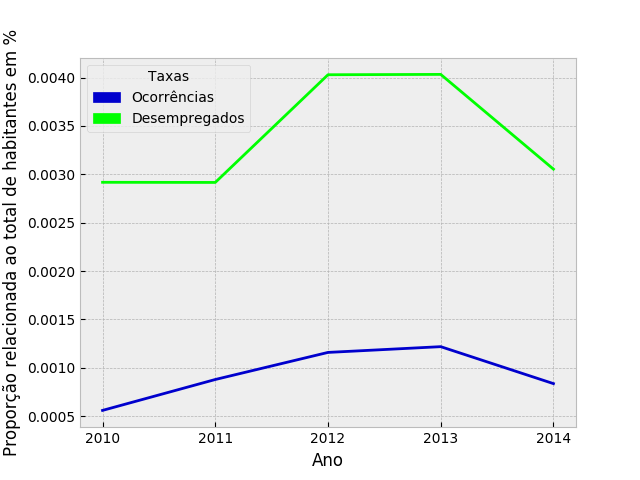 Proporção relacionada ao total de habitantes em %
0.0040
0.0035
0.0030
0.0025
0.0020
0.0015
0.0010
0.0005
Taxas
Ocorrências
Desempregados
2010 2011 2012 2013 2014
Ano